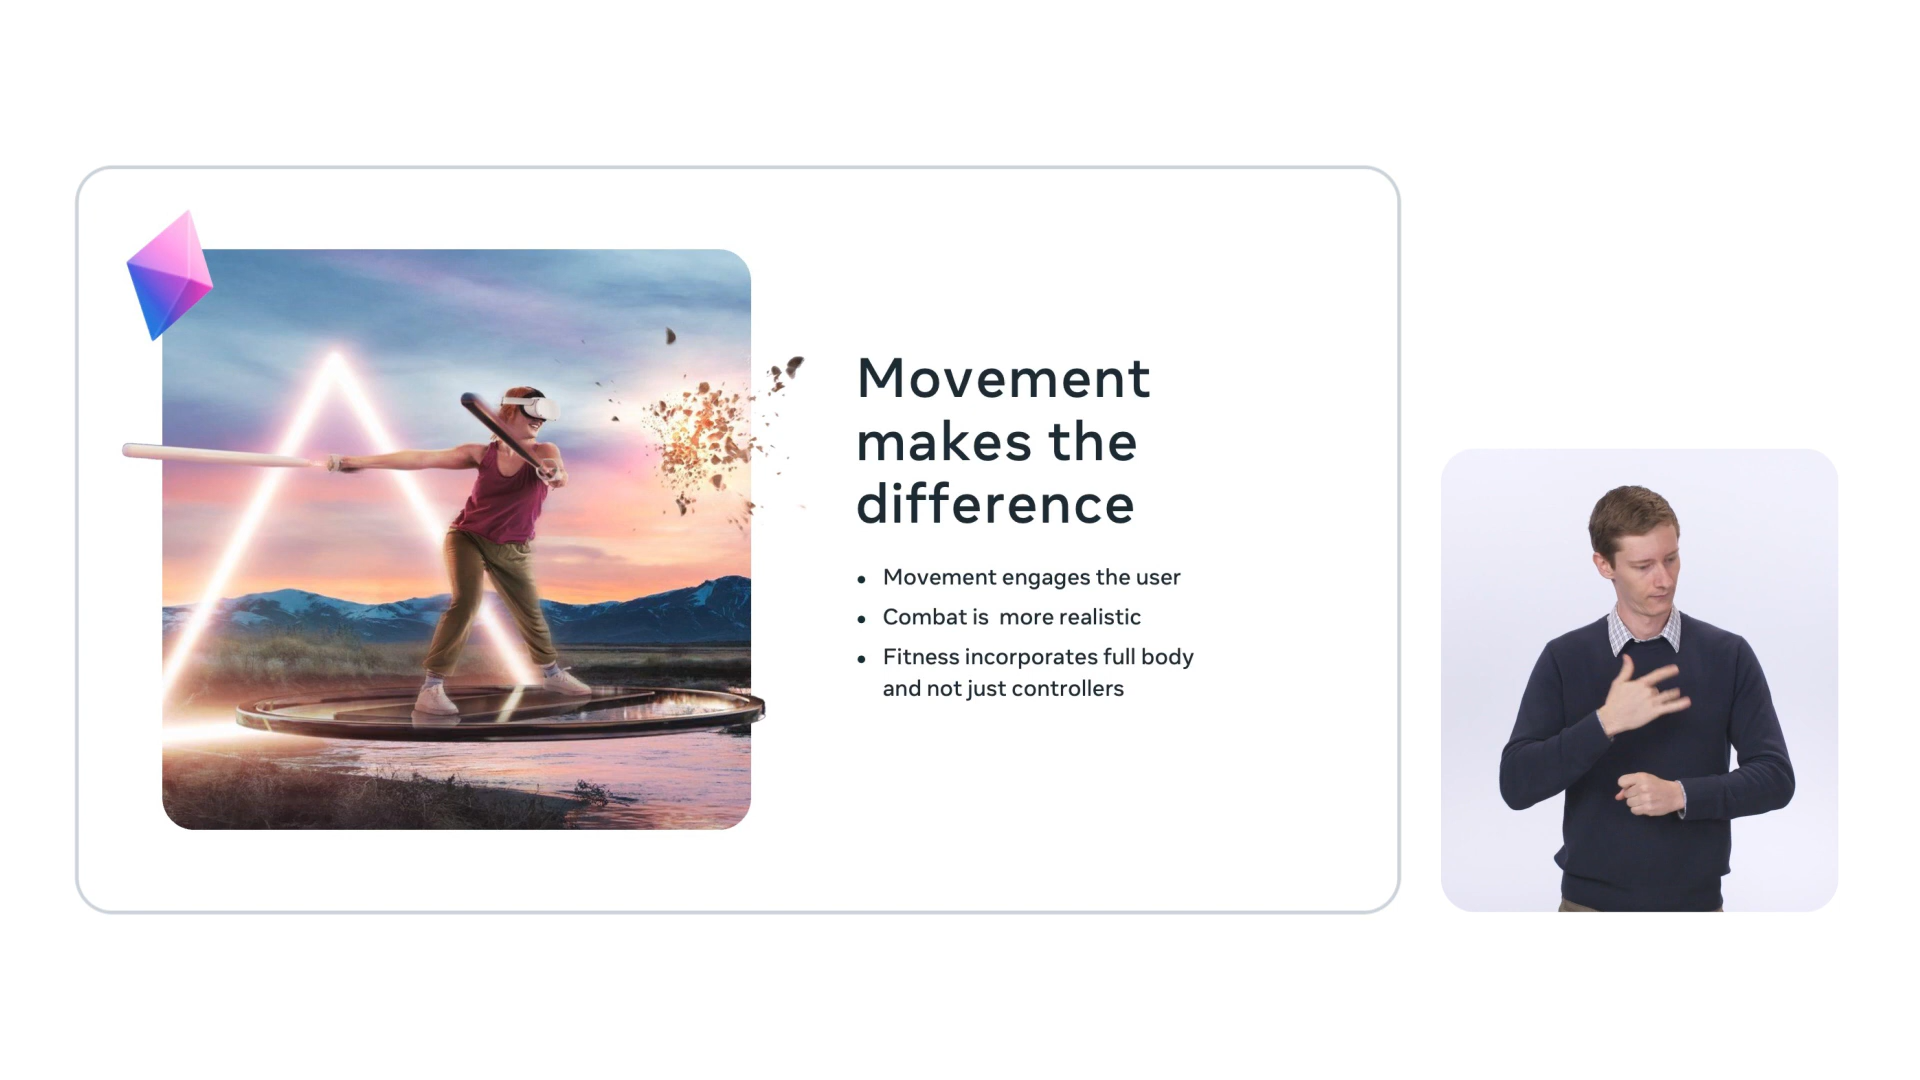 Movement
makes the
difference
• Movement engages the user
• Combat is  more realistic
• Fitness incorporates full body
and not just controllers